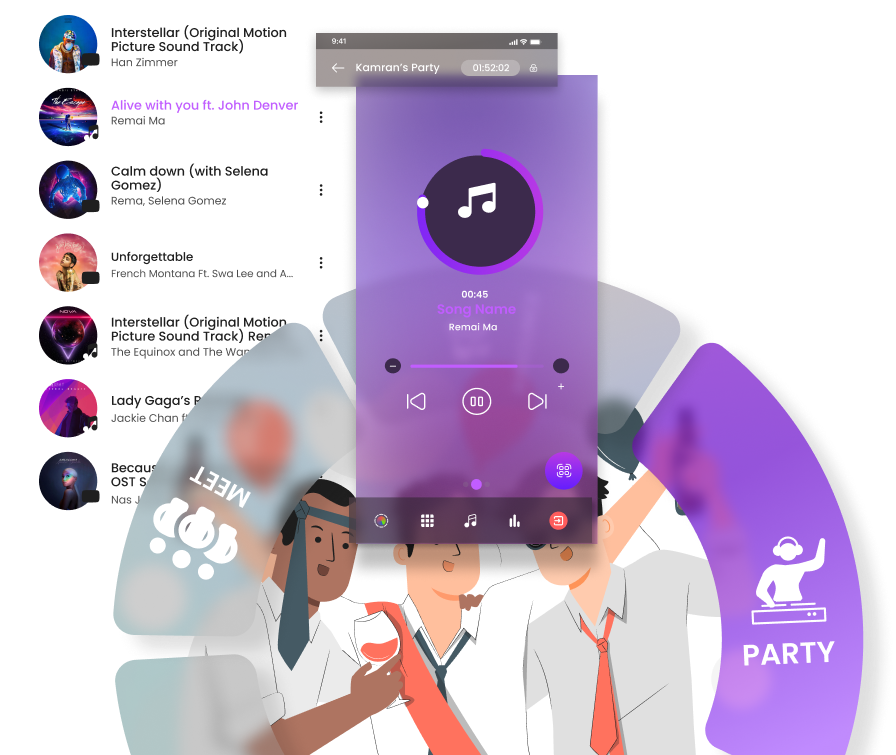 Interstellar (Original Motion
Picture Sound Track)
Han Zimmer
Alive with you ft. John Denver
Remai Ma
Calm down (with Selena
Gomez)
Rema, Selena Gomez
Unforgettable
French Montana Ft. Swa Lee and A...
Interstellar (Original Motion
Picture Sound Track)
The Equinox and The
Lady Gaga's
Jackie Chan
OST
Nas
9:41
Kamran's Party
01:52:02
00:45
Song Name
Remai Ma
MEET
PARTY